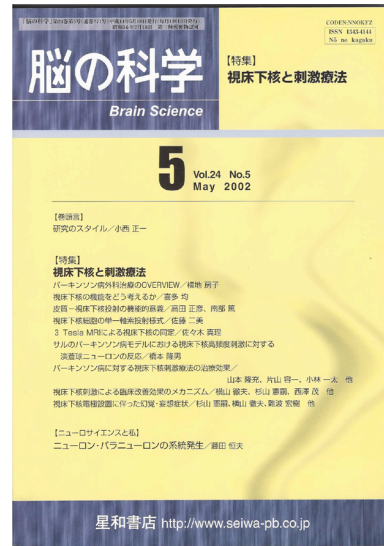 CODEN:NNOKFZ
ISSN 1343-4144
Nō no kagaku
脳の科学
Brain Science
【特集】
視床下核と刺激療法
5 Vol.24 No.5
May 2002
【巻頭言】
研究のスタイル／小西 正一
【特集】
視床下核と刺激療法
パーキンソン病外科治療のOVERVIEW／横地 房子
視床下核の機能をどう考えるか／喜多 均
皮質－視床下核投射の機能的意義／高田 正彦、南部 篤
視床下核細胞の単一軸索投射様式／佐藤 二美
3 Tesla MRIによる視床下核の同定／佐々木 真理
サルのパーキンソン病モデルにおける視床下核高頻度刺激に対する
淡蒼球ニューロンの反応／橋本 隆男
パーキンソン病に対する視床下核刺激療法の治療効果／
山本 隆充、片山 容一、小林 一太 他
視床下核刺激による臨床改善効果のメカニズム／横山 徹夫、杉山 憲嗣、西澤 茂 他
視床下核電極設置に伴った幻覚・妄想症状／杉山 憲嗣、横山 徹夫、難波 宏樹 他
【ニューロサイエンスと私】
ニューロン・パラニューロンの系統発生／藤田 恒夫
星和書店 http://www.seiwa-pb.co.jp